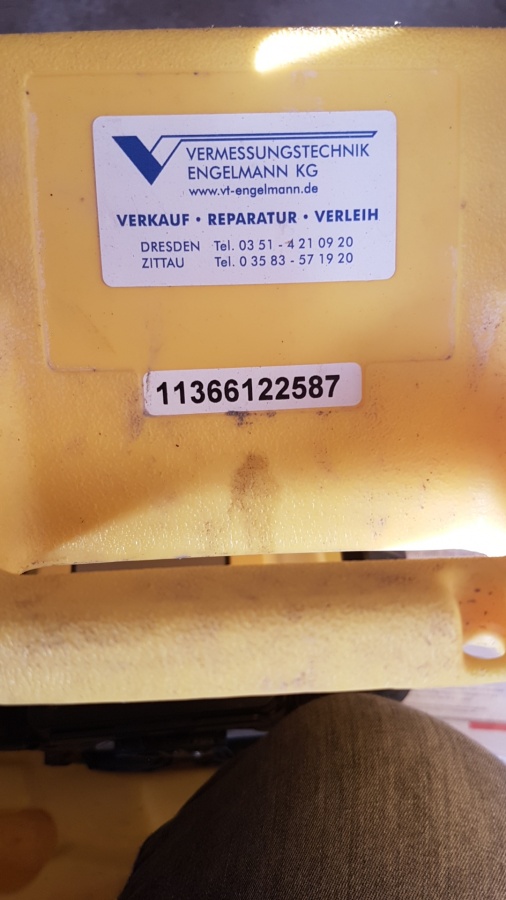 VERMESSUNGSTECHNIK
ENGELMANN KG
www.vt-engelmann.de
VERKAUF • REPARATUR • VERLEIH
DRESDEN Tel. 03 51 - 4 21 09 20
ZITTAU Tel. 0 35 83 - 57 19 20
11366122587